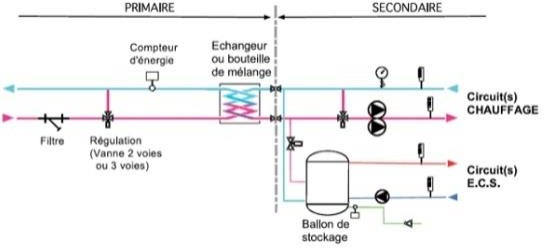 PRIMAIRE
SECONDAIRE
Compteur
d'énergie
Echangeur
ou bouteille
de mélange
Filtre
Régulation
(Vanne 2 voies
ou 3 voies)
Circuit(s)
CHAUFFAGE
Circuit(s)
E.C.S.
Ballon de
stockage